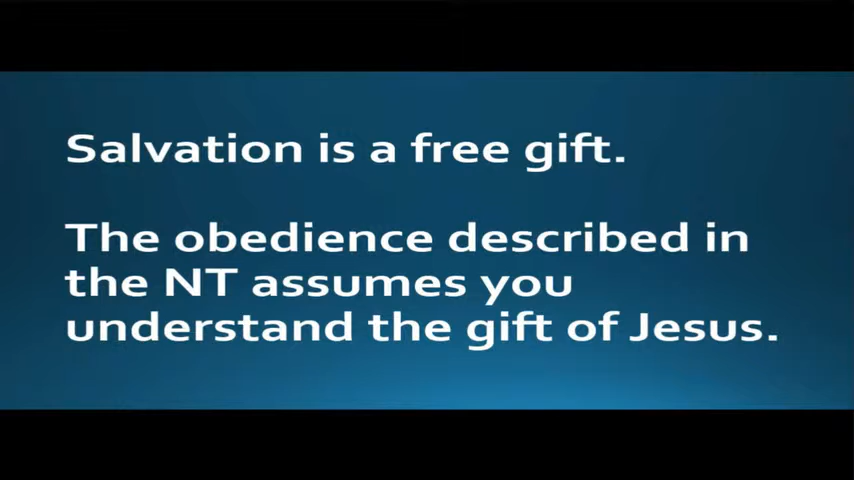 Salvation is a free gift.
The obedience described in
the NT assumes you
understand the gift of Jesus.